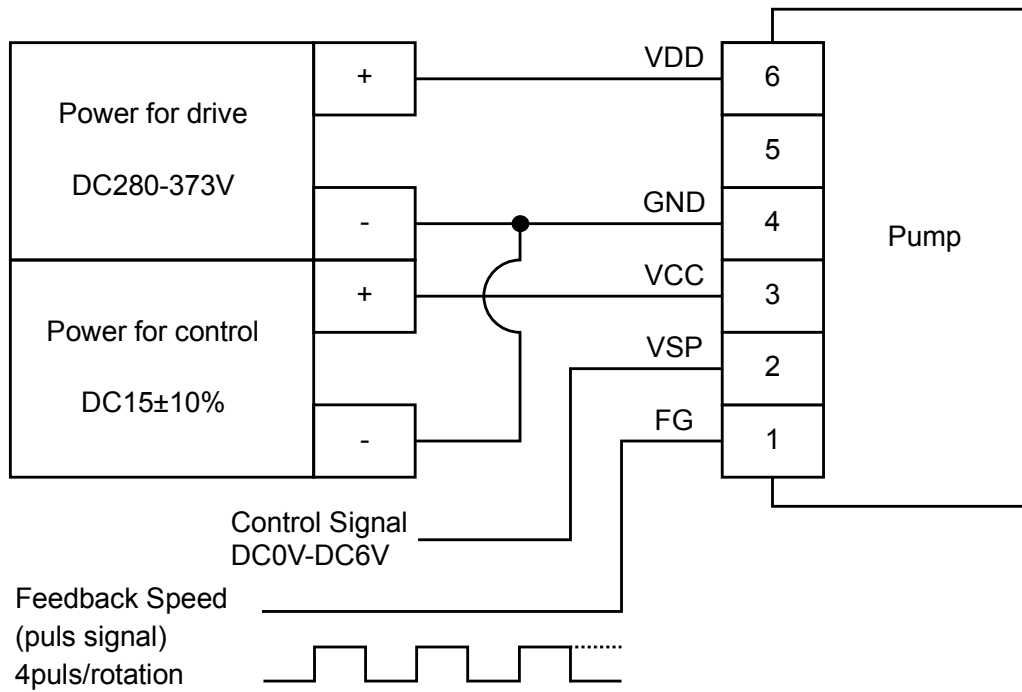 Power for drive
DC280-373V
+
-
Power for control
DC15±10%
+
-
VDD
GND
VCC
VSP
FG
6
5
4
3
2
1
Pump
Control Signal
DC0V-DC6V
Feedback Speed
(puls signal)
4puls/rotation